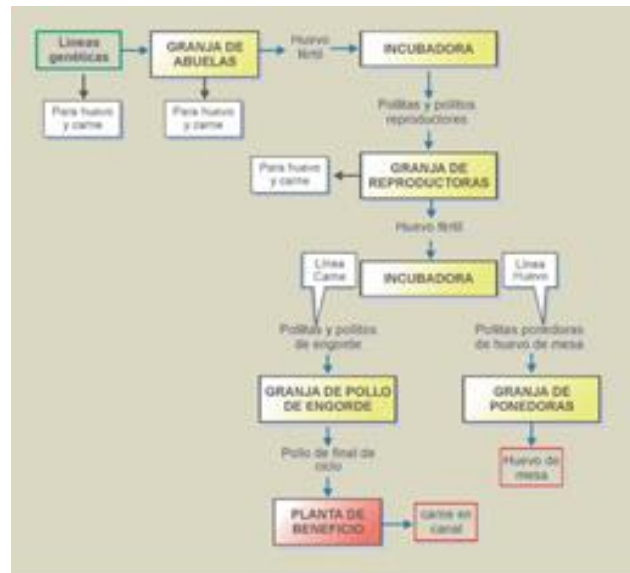 Líneas
genéticas
GRANJA DE
ABUELAS
Huevo
fértil
INCUBADORA
Para huevo
y carne
Para huevo
y carne
Pollitas y pollitos
reproductores
Para huevo
y carne
GRANJA DE
REPRODUCTORAS
Huevo fértil
Línea
Carne
INCUBADORA
Línea
Huevo
Pollitas y pollitos
de engorde
Pollitas ponedoras
de huevo de mesa
GRANJA DE POLLO
DE ENGORDE
GRANJA DE
PONEDORAS
Pollo de final de
ciclo
Huevo de
mesa
PLANTA DE
BENEFICIO
carne en
canal